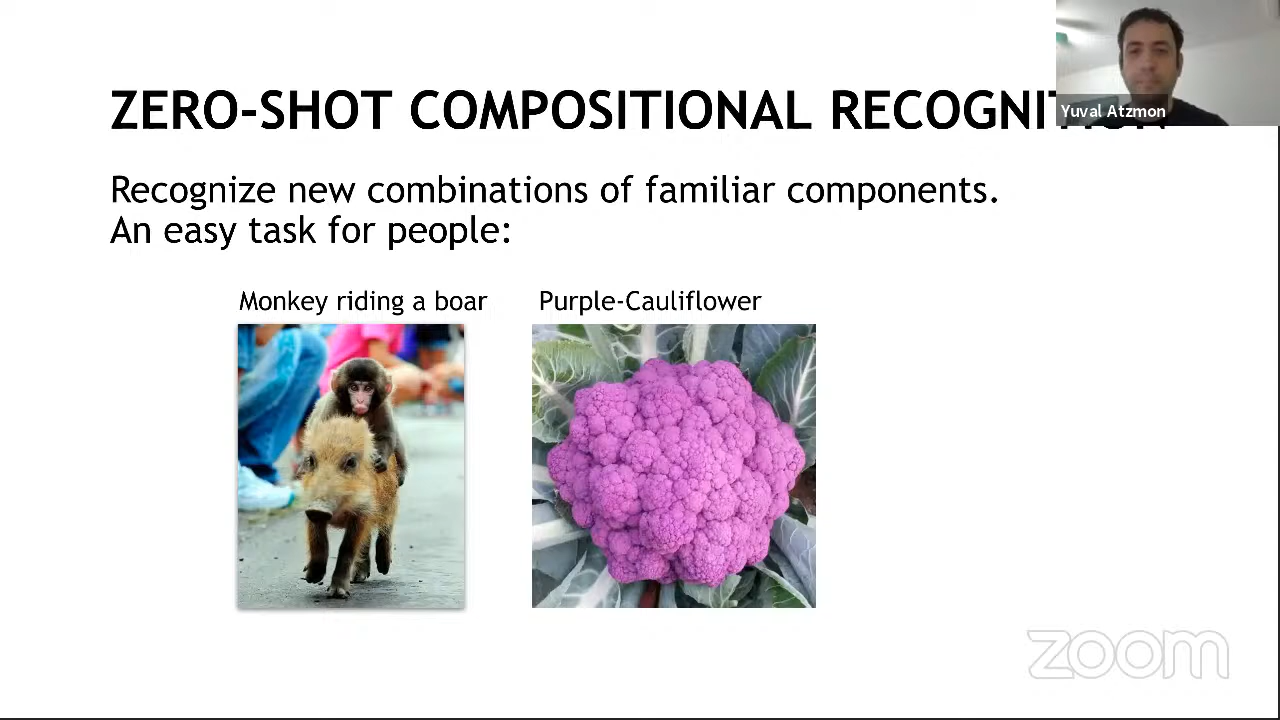 ZERO-SHOT COMPOSITIONAL RECOGNITION
Yuval Atzmon
Recognize new combinations of familiar components.
An easy task for people:
Monkey riding a boar
Purple-Cauliflower
zoom